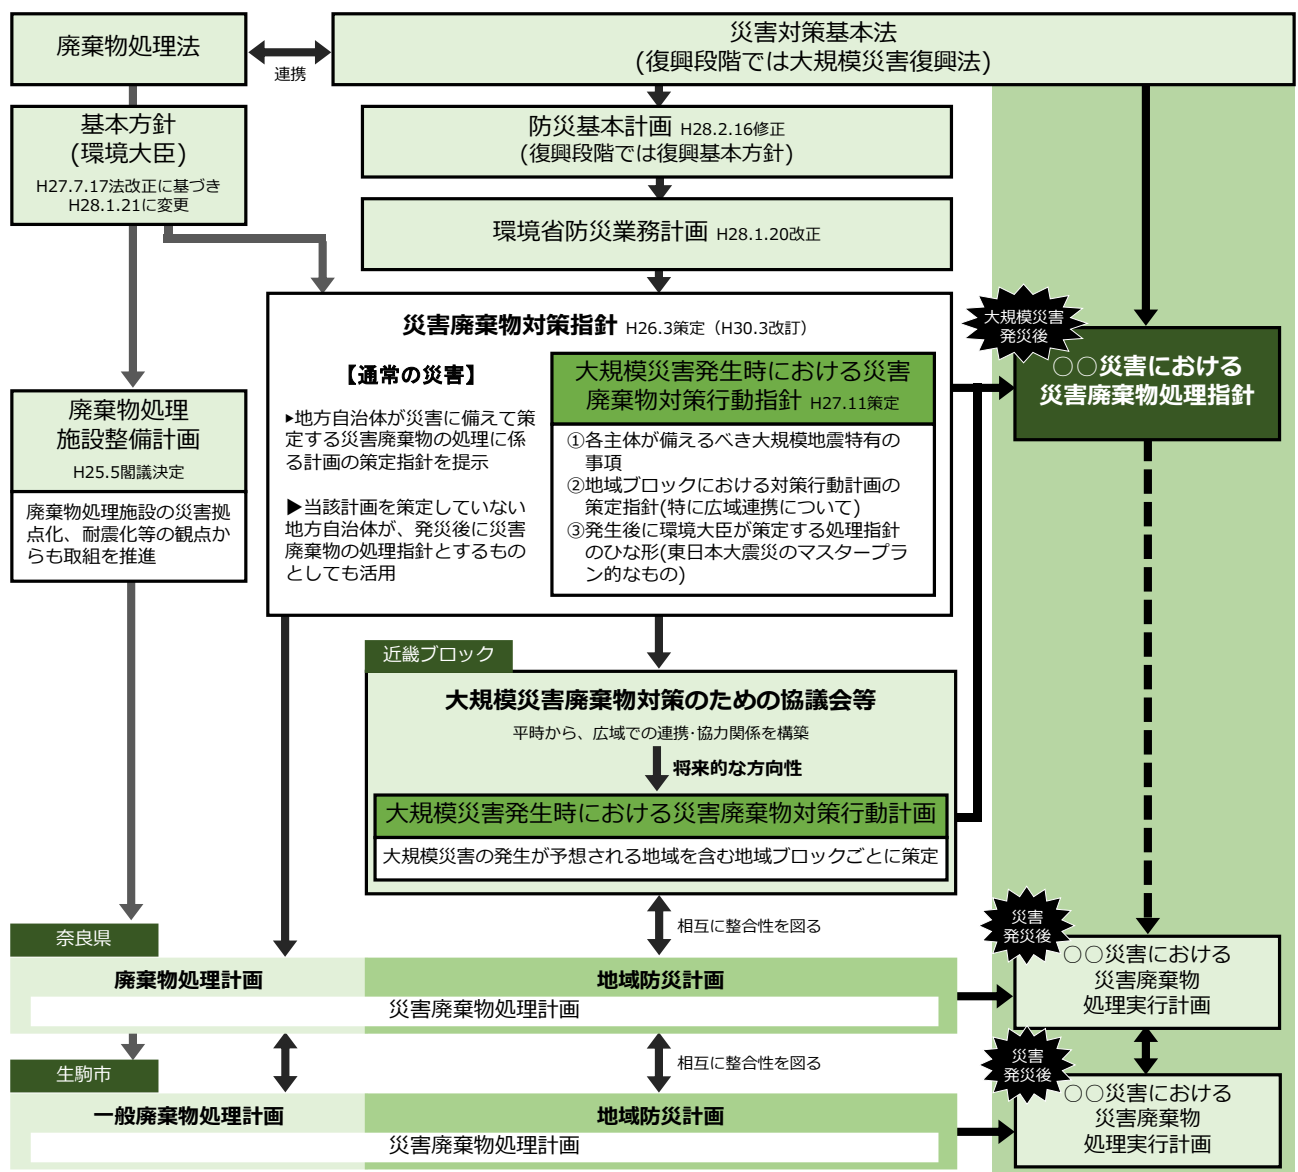 廃棄物処理法
連携
災害対策基本法
(復興段階では大規模災害復興法)
基本方針
(環境大臣)
H27.7.17法改正に基づき
H28.1.21に変更
防災基本計画 H28.2.16修正
(復興段階では復興基本方針)
環境省防災業務計画 H28.1.20改正
災害廃棄物対策指針 H26.3策定（H30.3改訂）
【通常の災害】
▶地方自治体が災害に備えて策
定する災害廃棄物の処理に係
る計画の策定指針を提示
▶当該計画を策定していない
地方自治体が、発災後に災害
廃棄物の処理指針とするもの
としても活用
大規模災害発生時における災害
廃棄物対策行動指針 H27.11策定
①各主体が備えるべき大規模地震特有の
事項
②地域ブロックにおける対策行動計画の
策定指針(特に広域連携について)
③発生後に環境大臣が策定する処理指針
のひな形(東日本大震災のマスタープラ
ン的なもの)
大規模災害
発災後
○○災害における
災害廃棄物処理指針
廃棄物処理
施設整備計画
H25.5閣議決定
廃棄物処理施設の災害拠
点化、耐震化等の観点か
らも取組を推進
近畿ブロック
大規模災害廃棄物対策のための協議会等
平時から、広域での連携･協力関係を構築
将来的な方向性
大規模災害発生時における災害廃棄物対策行動計画
大規模災害の発生が予想される地域を含む地域ブロックごとに策定
相互に整合性を図る
奈良県
廃棄物処理計画
地域防災計画
災害廃棄物処理計画
災害
発災後
○○災害における
災害廃棄物
処理実行計画
相互に整合性を図る
生駒市
一般廃棄物処理計画
地域防災計画
災害廃棄物処理計画
災害
発災後
○○災害における
災害廃棄物
処理実行計画